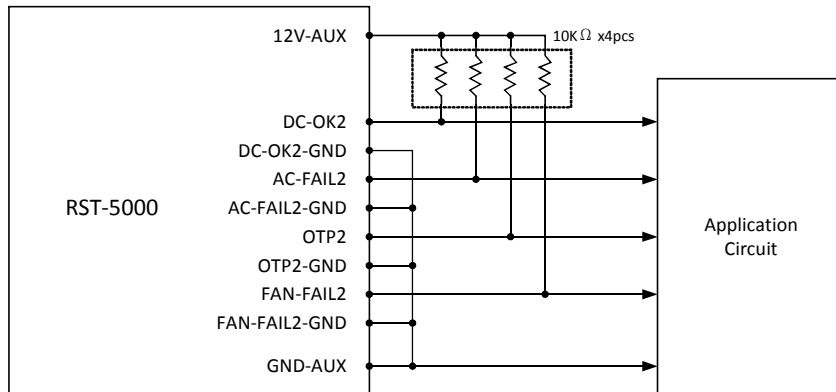 12V-AUX
10KΩ x4pcs
DC-OK2
DC-OK2-GND
AC-FAIL2
RST-5000
AC-FAIL2-GND
Application
Circuit
OTP2
OTP2-GND
FAN-FAIL2
FAN-FAIL2-GND
GND-AUX